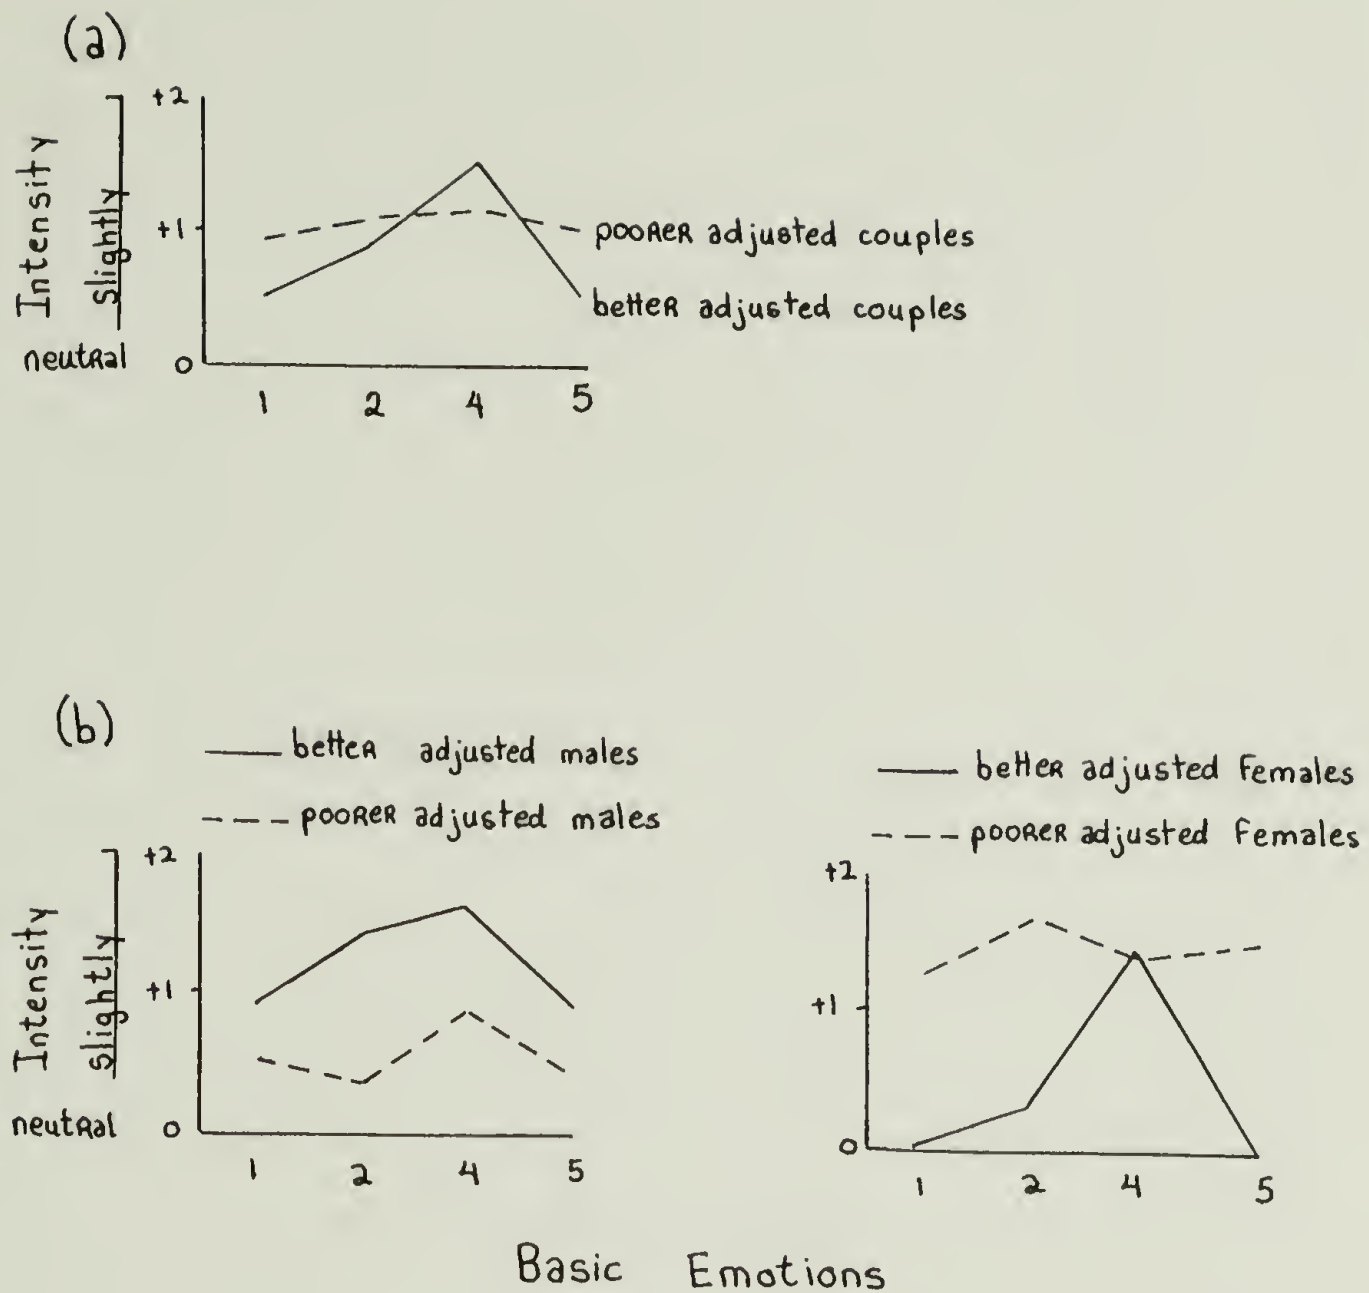 (a)
+2
Intensity
slightly
+1
poorer adjusted couples
better adjusted couples
neutral
0
1 2 4 5
(b)
better adjusted males
poorer adjusted males
better adjusted females
poorer adjusted females
+2
Intensity
slightly
+1
neutral
0
1 2 4 5
+2
+1
0
1 2 4 5
Basic Emotions